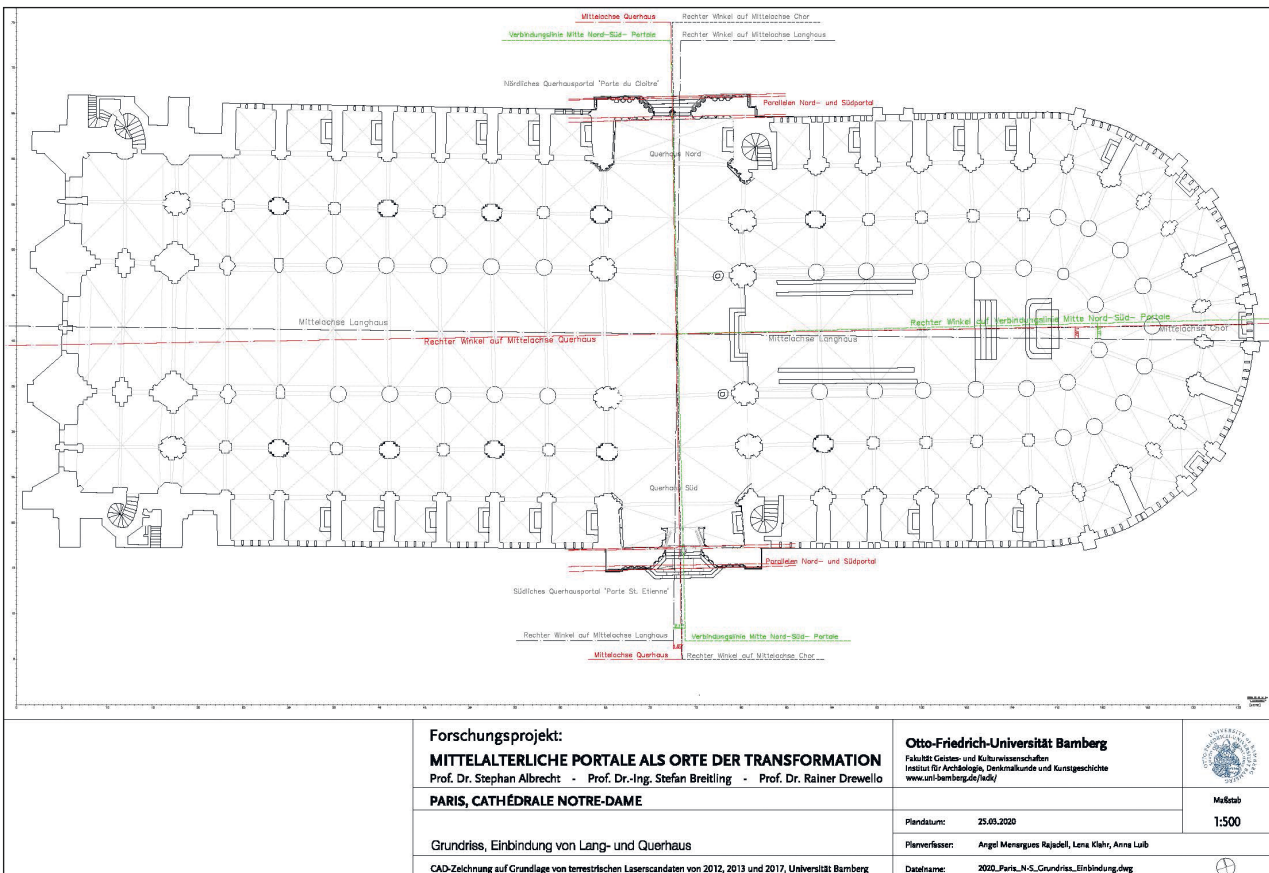 Mittelachse Querhaus
Rechter Winkel auf Mittelachse Chor
Verbindungslinie Mitte Nord-Süd- Portale
Rechter Winkel auf Mittelachse Langhaus
Nördliches Querhausportal "Porte du Cloître"
Parallelen Nord- und Südportal
Querhaus Nord
Mittelachse Langhaus
Rechter Winkel auf Verbindungslinie Mitte Nord-Süd- Portale
Mittelachse Chor
Rechter Winkel auf Mittelachse Querhaus
Mittelachse Langhaus
Querhaus Süd
Parallelen Nord- und Südportal
Südliches Querhausportal "Porte St. Etienne"
Rechter Winkel auf Mittelachse Langhaus
Verbindungslinie Mitte Nord-Süd- Portale
Mittelachse Querhaus
Rechter Winkel auf Mittelachse Chor
Forschungsprojekt:
MITTELALTERLICHE PORTALE ALS ORTE DER TRANSFORMATION
Prof. Dr. Stephan Albrecht - Prof. Dr.-Ing. Stefan Breitling - Prof. Dr. Rainer Drewello
PARIS, CATHÉDRALE NOTRE-DAME
Grundriss, Einbindung von Lang- und Querhaus
CAD-Zeichnung auf Grundlage von terrestrischen Laserscandaten von 2012, 2013 und 2017, Universität Bamberg
Otto-Friedrich-Universität Bamberg
Fakultät Geistes- und Kulturwissenschaften
Institut für Archäologie, Denkmalkunde und Kunstgeschichte
www.uni-bamberg.de/iadk/
Maßstab
1:500
Plandatum: 25.03.2020
Planverfasser: Angel Menargues Rajadell, Lena Klahr, Anna Luib
Dateiname: 2020_Paris_N-S_Grundriss_Einbindung.dwg